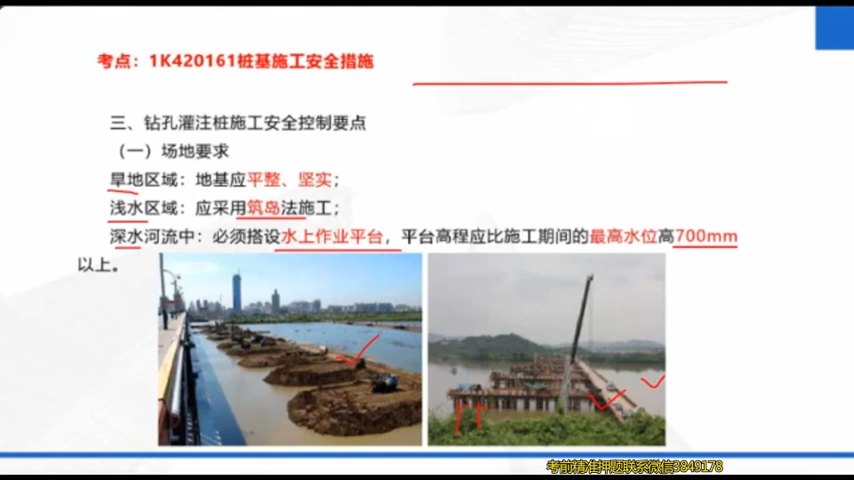 考点：1K420161桩基施工安全措施
三、钻孔灌注桩施工安全控制要点
（一）场地要求
旱地区域：地基应平整、坚实；
浅水区域：应采用筑岛法施工；
深水河流中：必须搭设水上作业平台，平台高程应比施工期间的最高水位高700mm
以上。
考前精准押题联系微信3849178